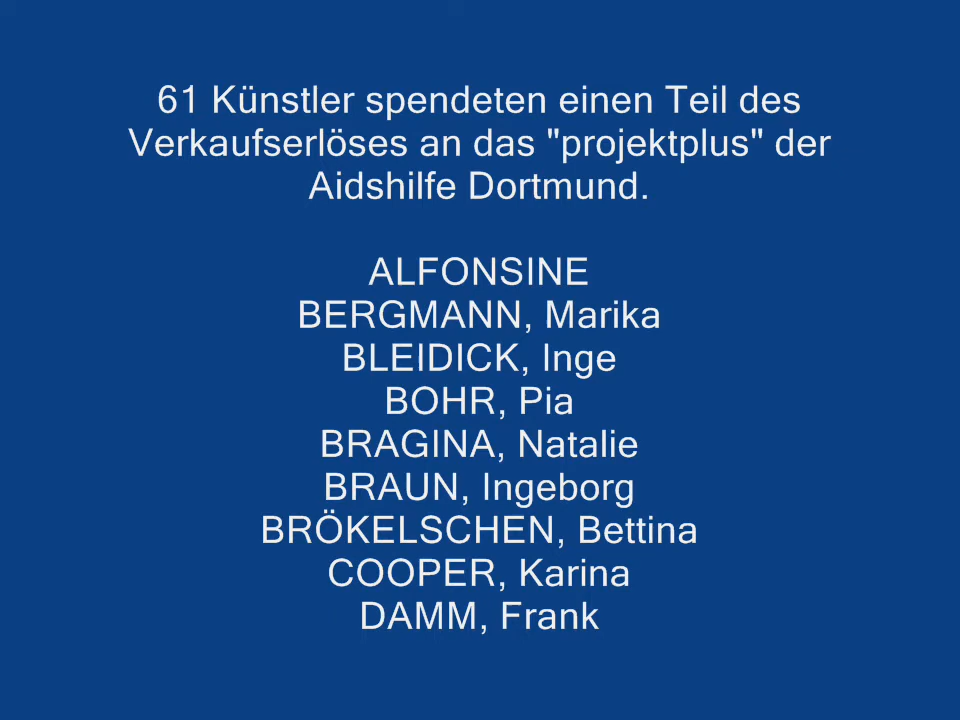 61 Künstler spendeten einen Teil des
Verkaufserlöses an das "projektplus" der
Aidshilfe Dortmund.
ALFONSINE
BERGMANN, Marika
BLEIDICK, Inge
BOHR, Pia
BRAGINA, Natalie
BRAUN, Ingeborg
BRÖKELSCHEN, Bettina
COOPER, Karina
DAMM, Frank